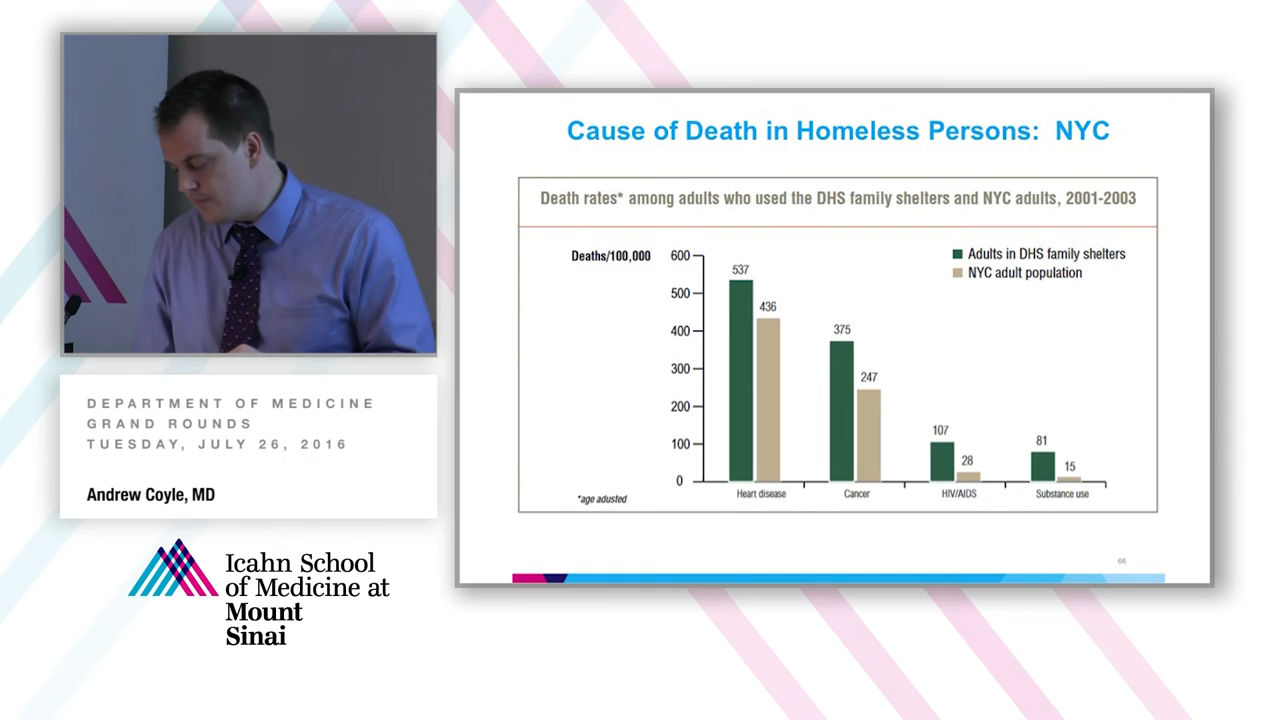 DEPARTMENT OF MEDICINE
GRAND ROUNDS
TUESDAY, JULY 26, 2016
Andrew Coyle, MD
Icahn School
of Medicine at
Mount
Sinai
Cause of Death in Homeless Persons: NYC
Death rates* among adults who used the DHS family shelters and NYC adults, 2001-2003
Deaths/100,000
600
500
400
300
200
100
0
Adults in DHS family shelters
NYC adult population
537
436
375
247
107
28
81
15
Heart disease
Cancer
HIV/AIDS
Substance use
*age adusted
66